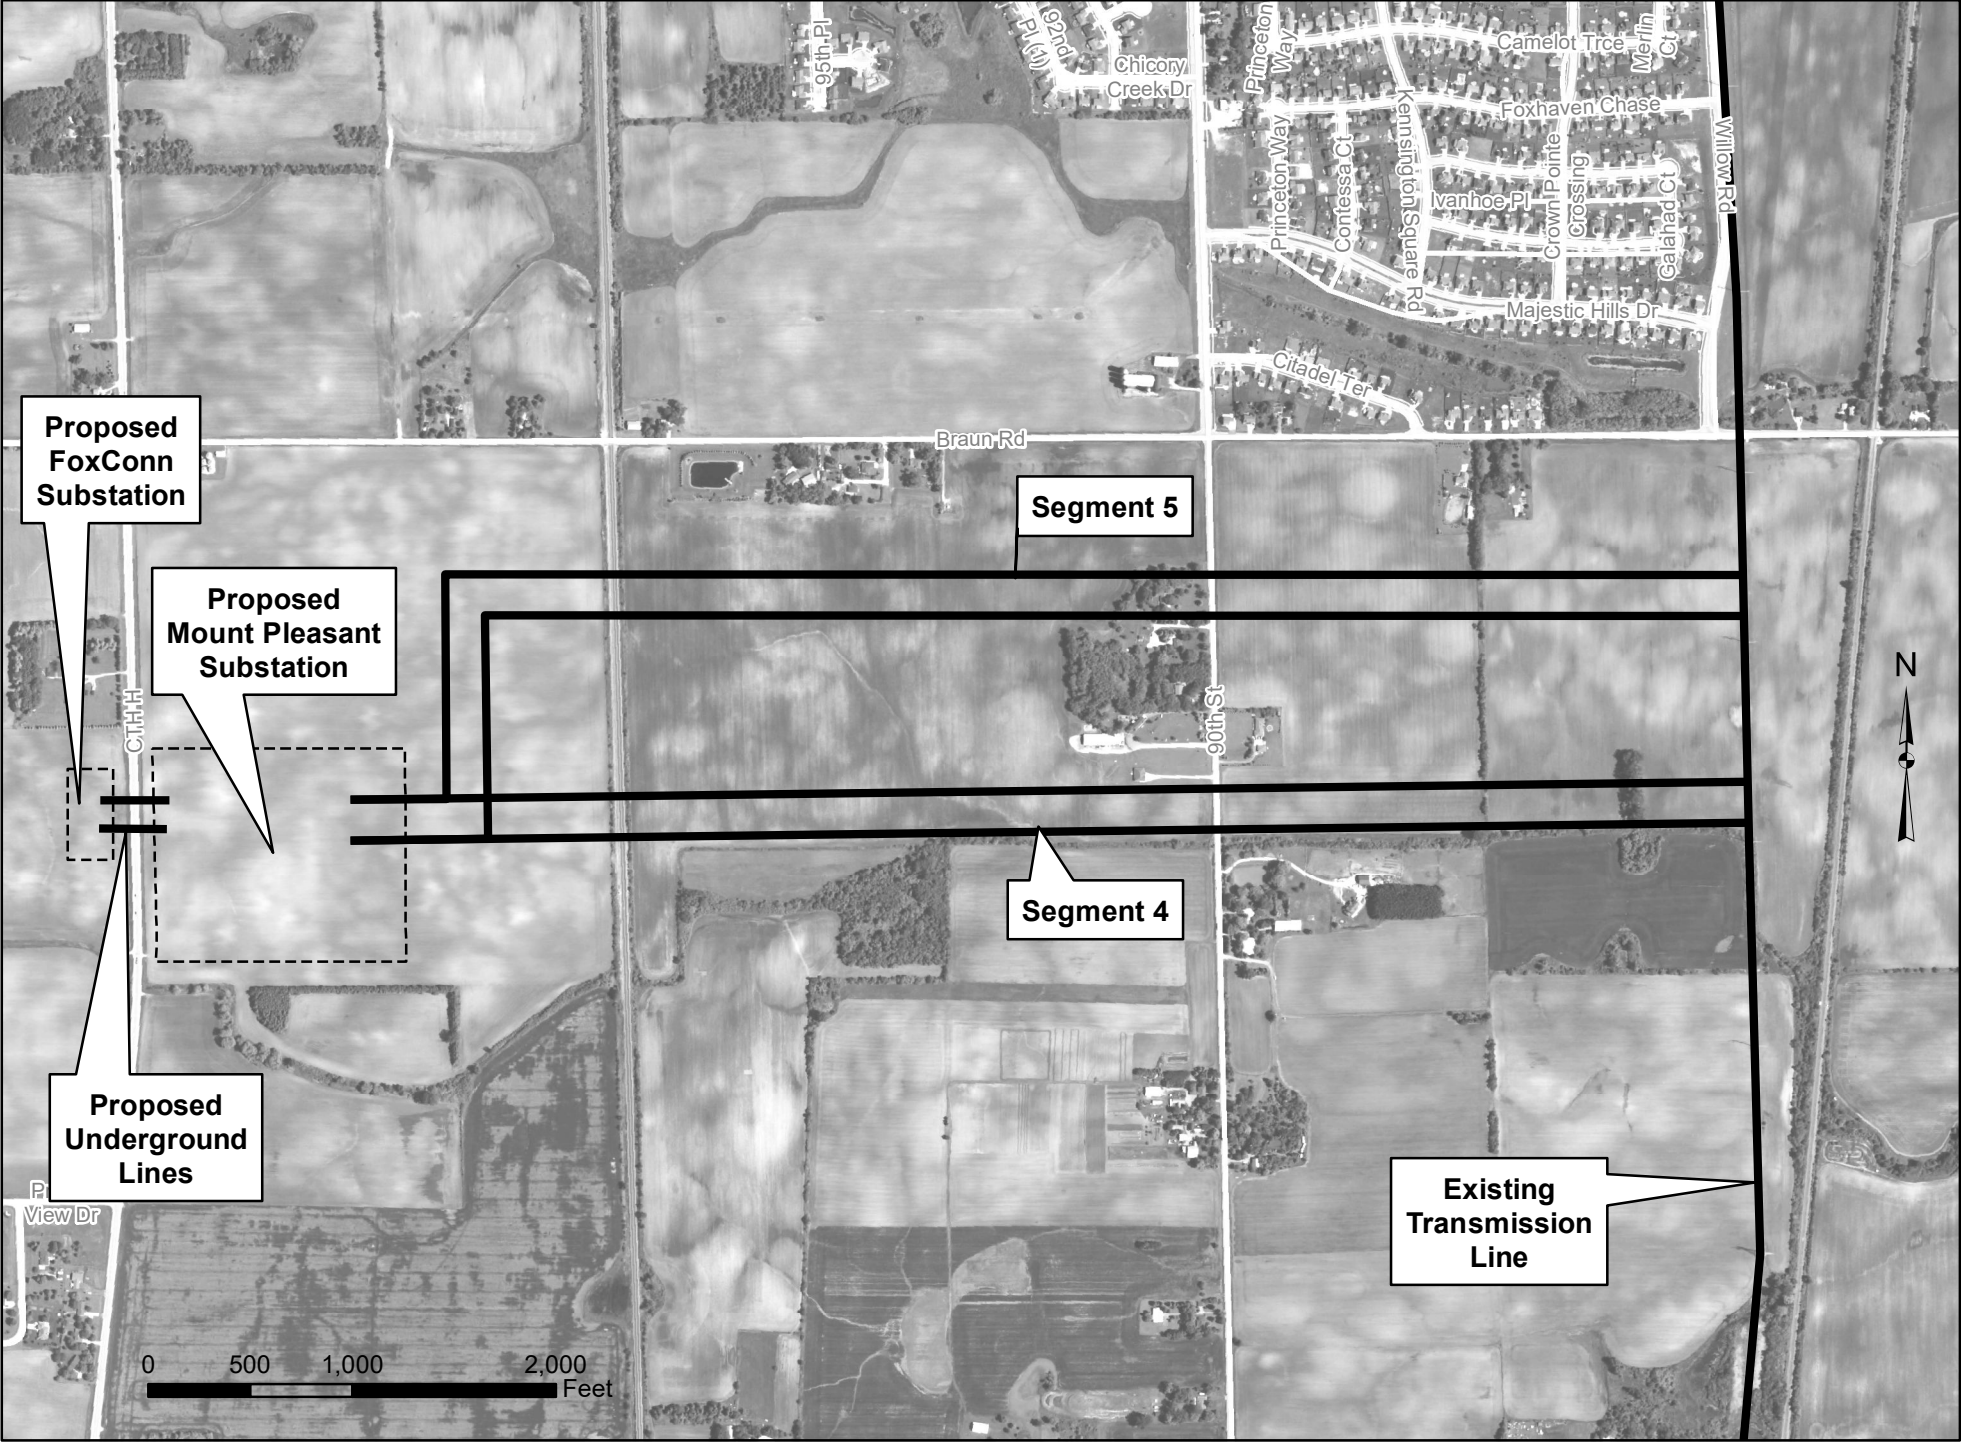 95th Pl
92nd
Pl (1)
Chicory
Creek Dr
Princeton
Way
Camelot Trce
Merlin
Ct
Foxhaven Chase
Willow Rd
Princeton Way
Contessa Ct
Kennsington Square Rd
Crown Pointe
Crossing
Ivanhoe Pl
Galahad Ct
Majestic Hills Dr
Citadel Ter
Braun Rd
Proposed
FoxConn
Substation
Segment 5
Proposed
Mount Pleasant
Substation
CTH H
90th St
N
Segment 4
Proposed
Underground
Lines
View Dr
Existing
Transmission
Line
0 500 1,000 2,000
Feet